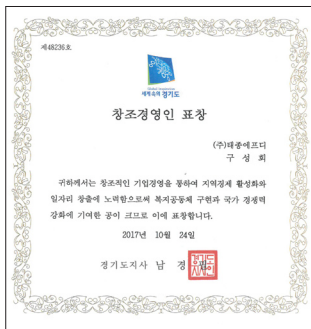 제48236호
Global Inspiration
세계속의 경기도
창조경영인 표창
(주)태종에프디
구 성 회
귀하께서는 창조적인 기업경영을 통하여 지역경제 활성화와
일자리 창출에 노력함으로써 복지공동체 구현과 국가 경쟁력
강화에 기여한 공이 크므로 이에 표창합니다.
2017년 10월 24일
경기도지사 남 경